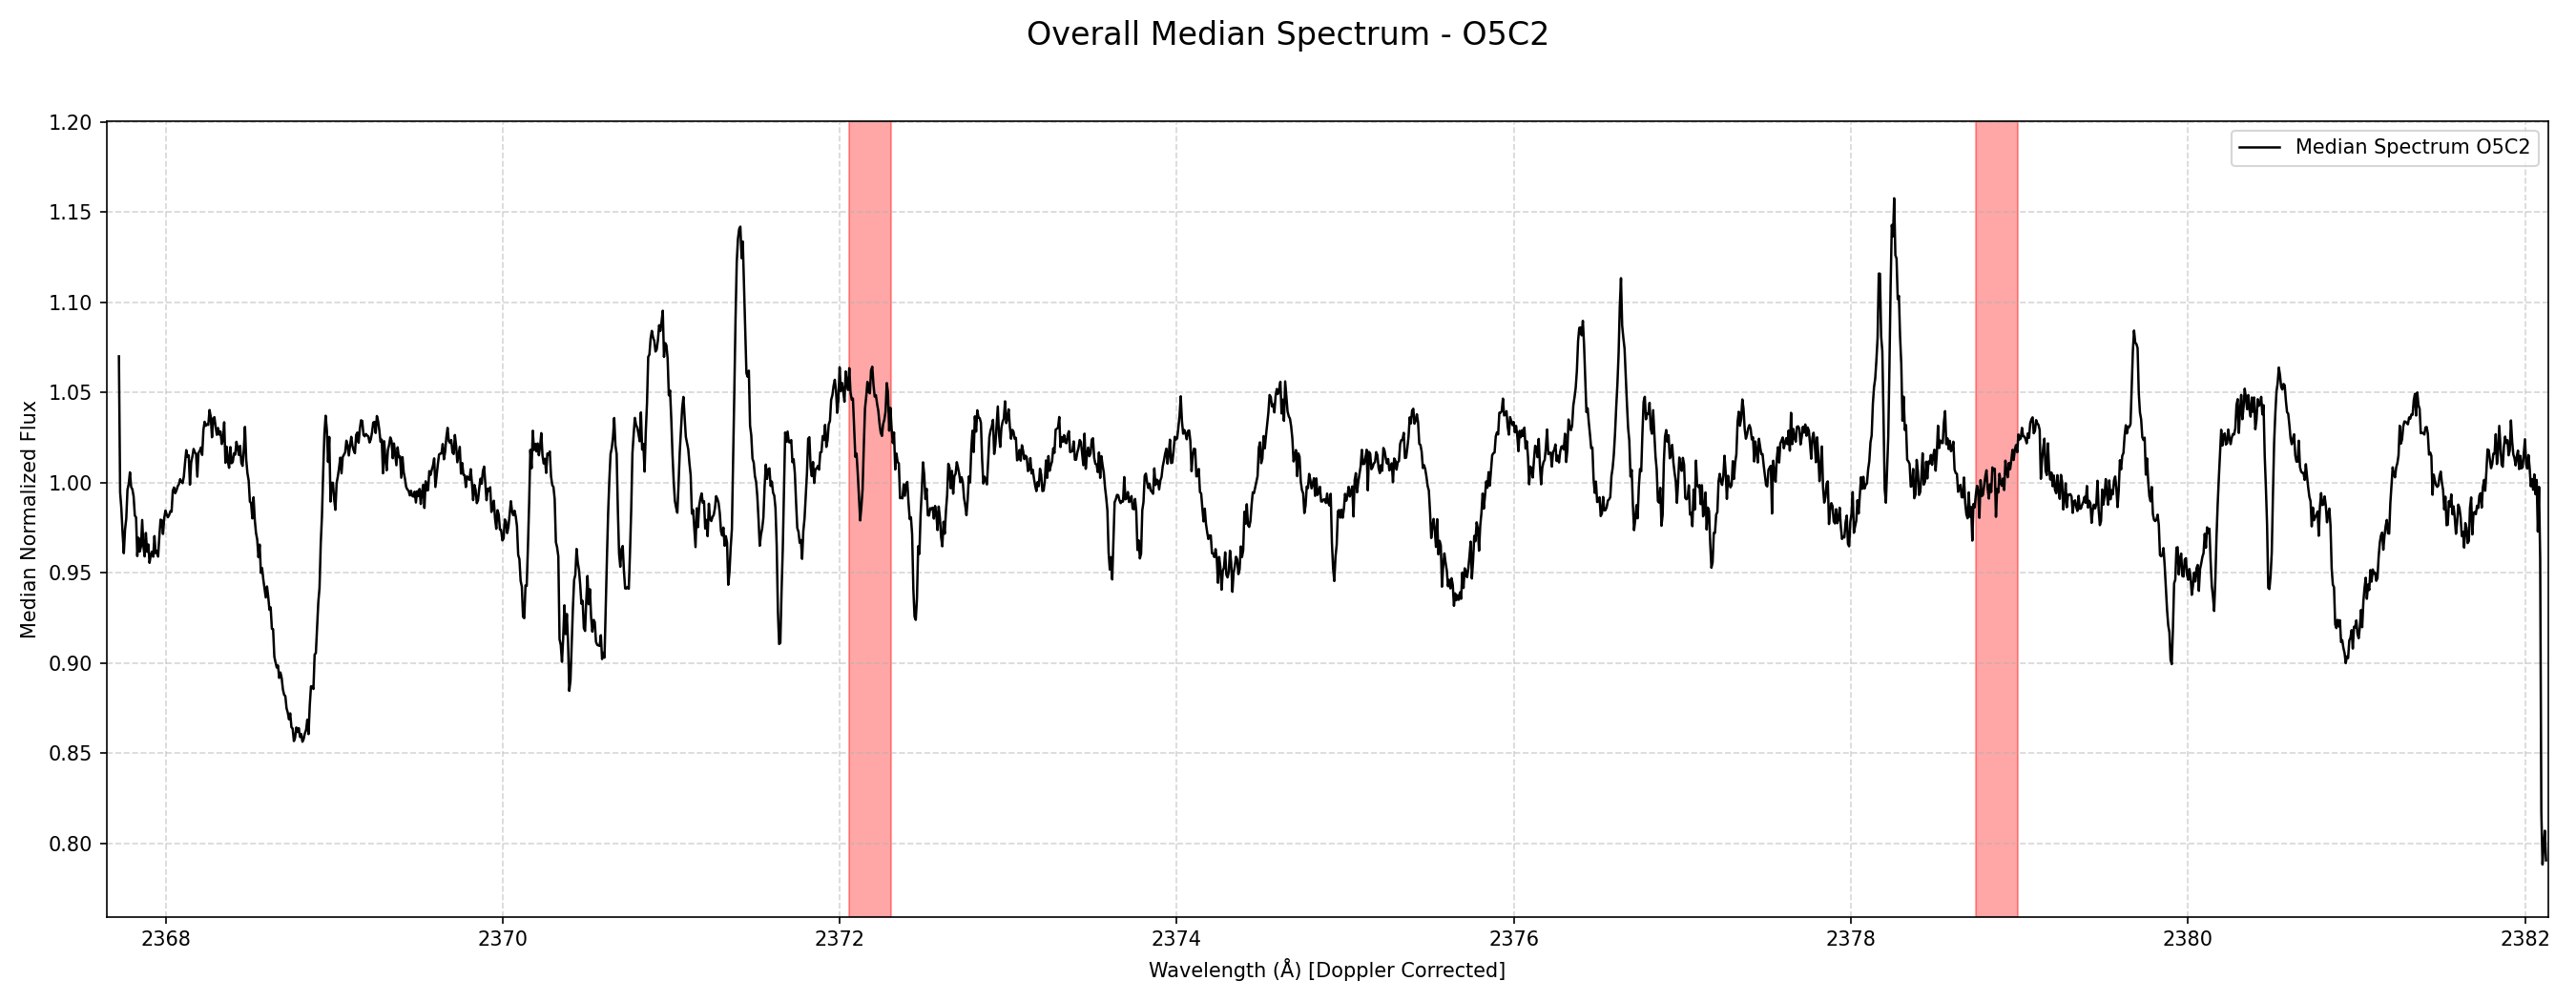 Overall Median Spectrum - O5C2
1.20
1.15
1.10
1.05
1.00
0.95
0.90
0.85
0.80
Median Normalized Flux
Median Spectrum O5C2
2368 2370 2372 2374 2376 2378 2380 2382
Wavelength (Å) [Doppler Corrected]